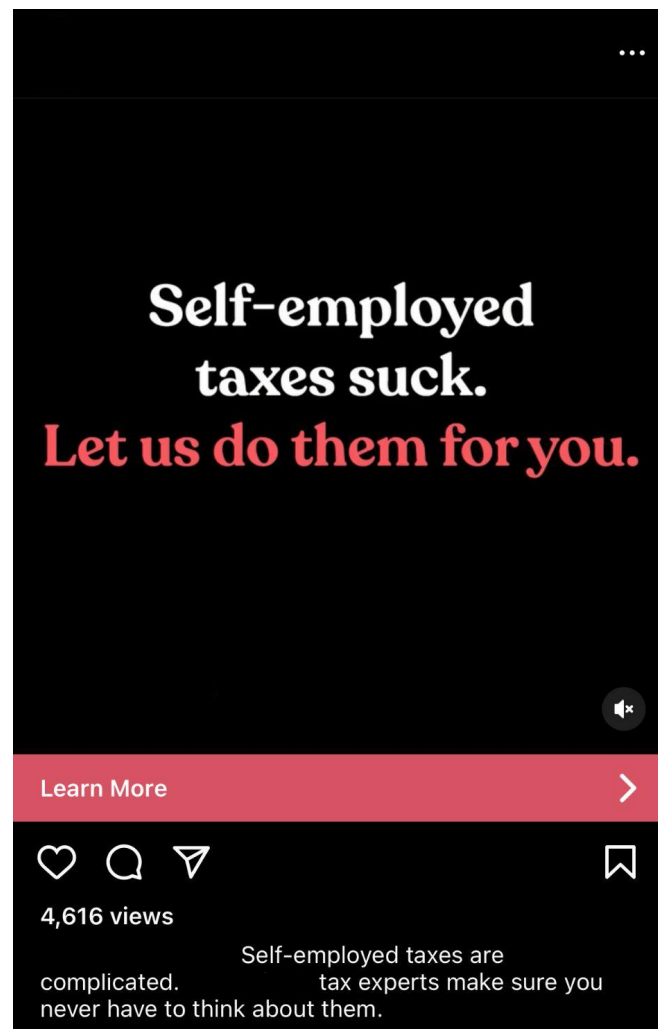 Self-employed
taxes suck.
Let us do them for you.
Learn More
4,616 views
Self-employed taxes are
complicated. tax experts make sure you
never have to think about them.